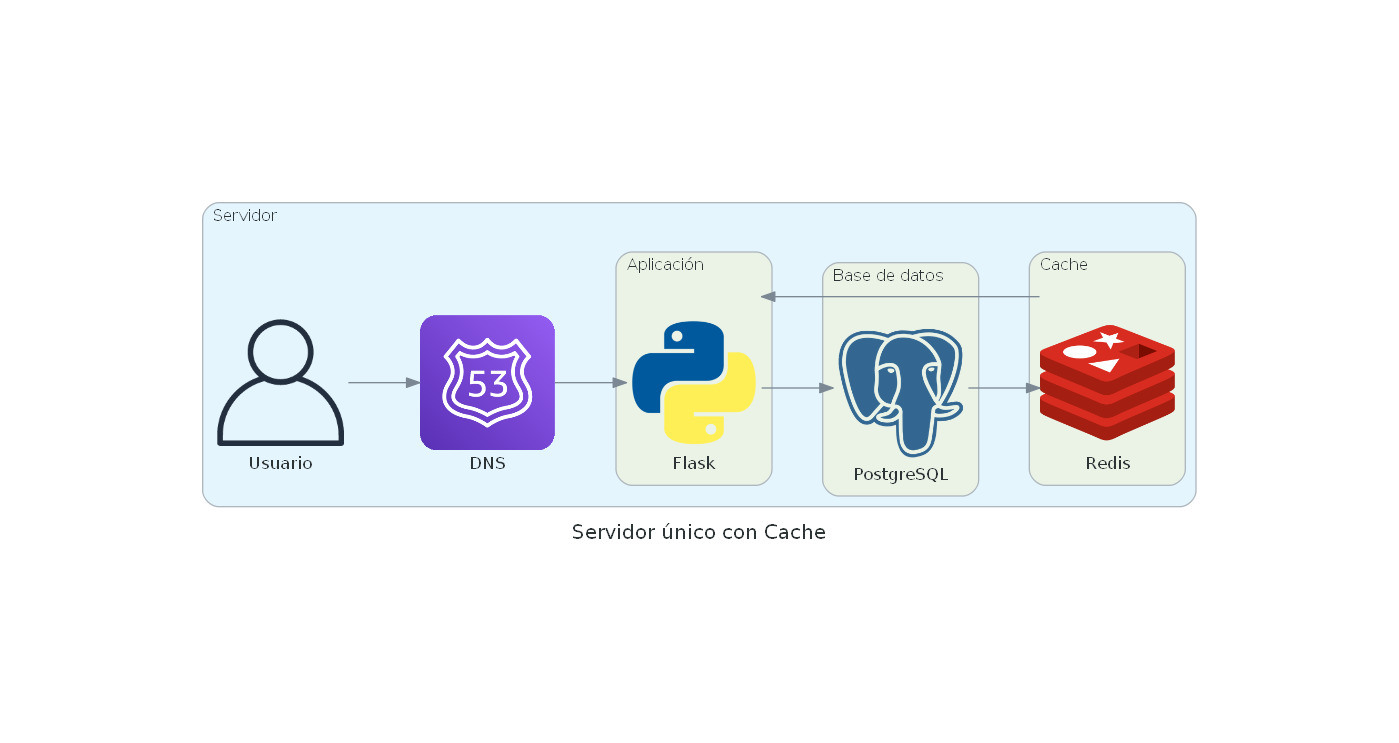 Servidor
Aplicación
Base de datos
Cache
53
Usuario
DNS
Flask
PostgreSQL
Redis
Servidor único con Cache